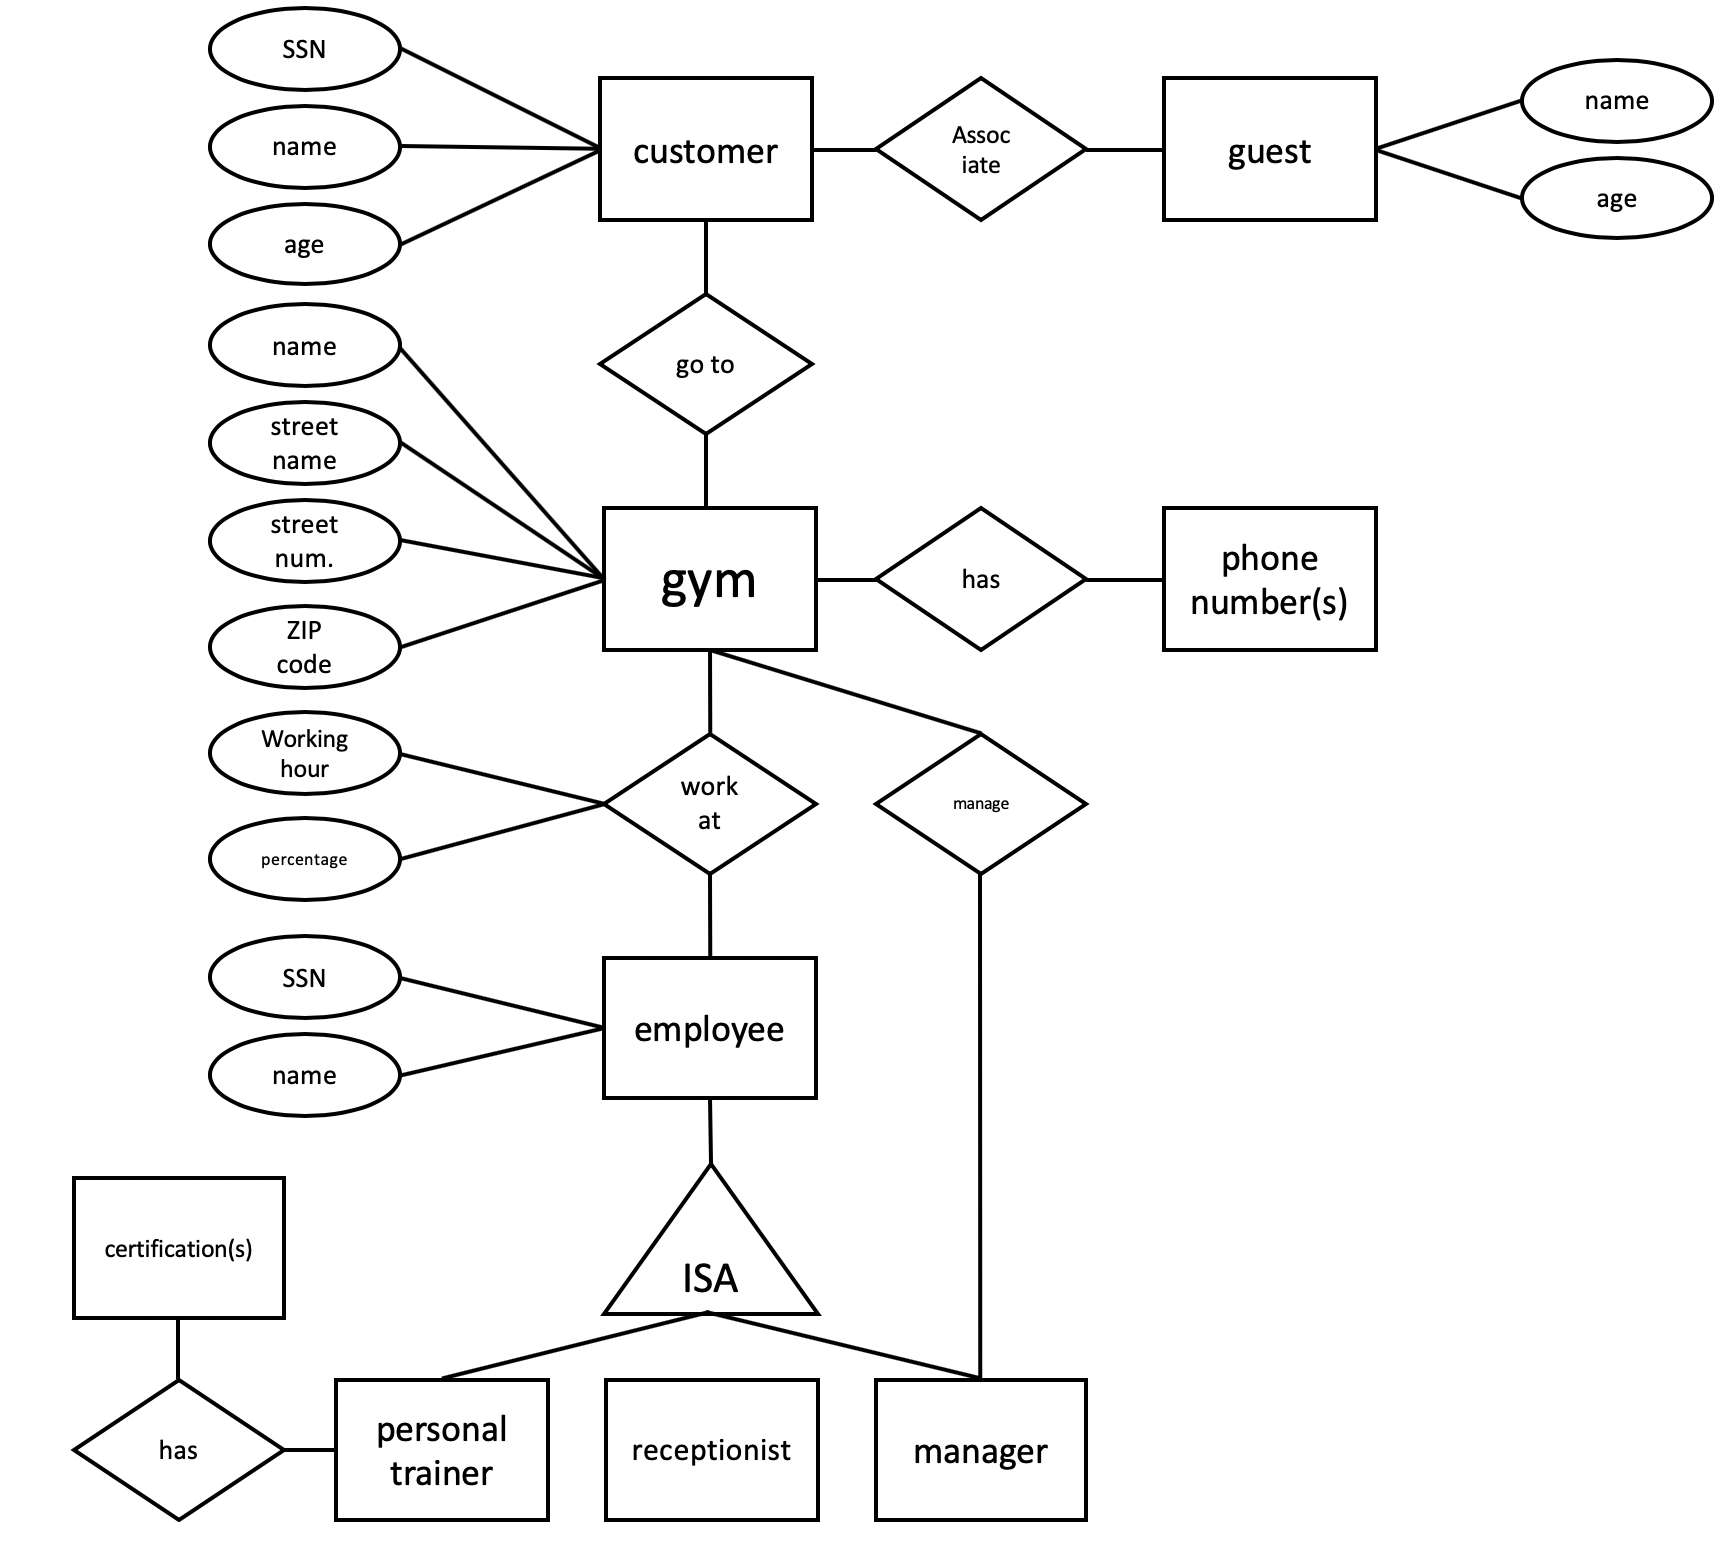 SSN
name
age
customer
Assoc
iate
guest
name
age
go to
name
street
name
street
num.
ZIP
code
gym
has
phone
number(s)
Working
hour
percentage
work
at
manage
SSN
name
employee
ISA
certification(s)
has
personal
trainer
receptionist
manager